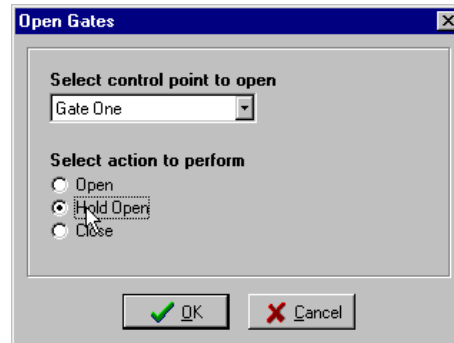 Open Gates
Select control point to open
Gate One
Select action to perform
Open
Hold Open
Close
OK
Cancel